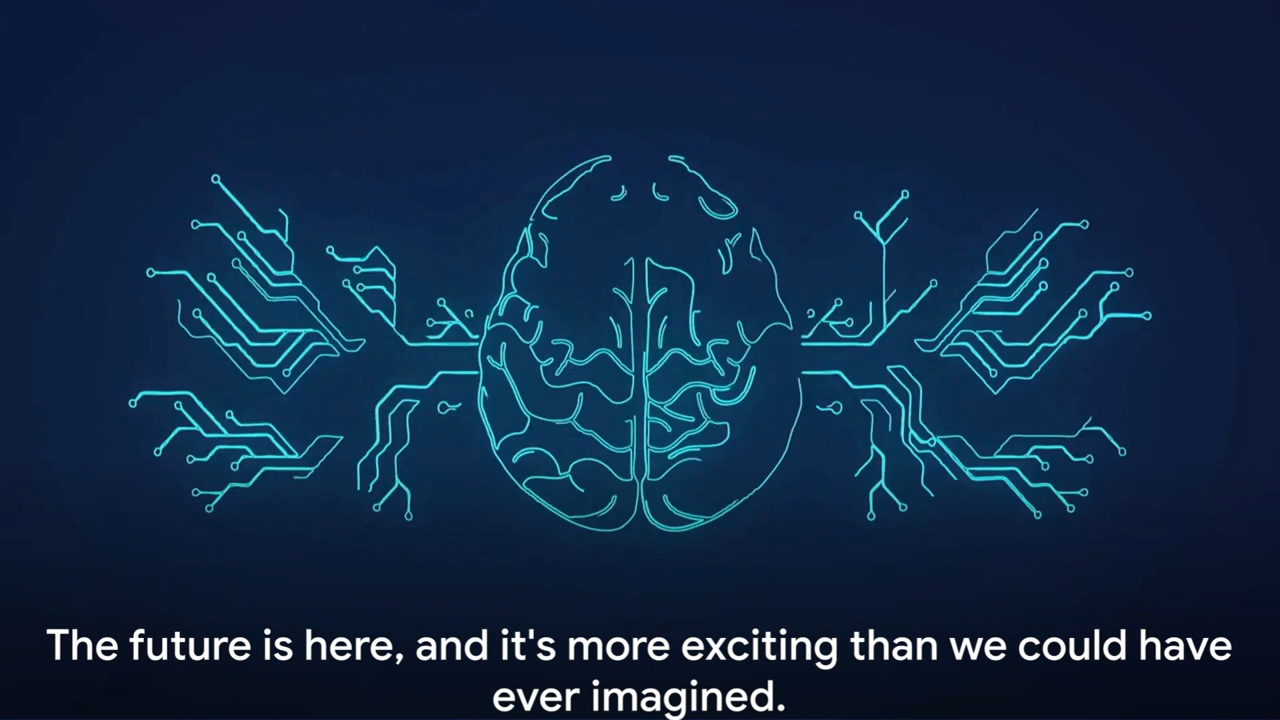 The future is here, and it's more exciting than we could have
ever imagined.